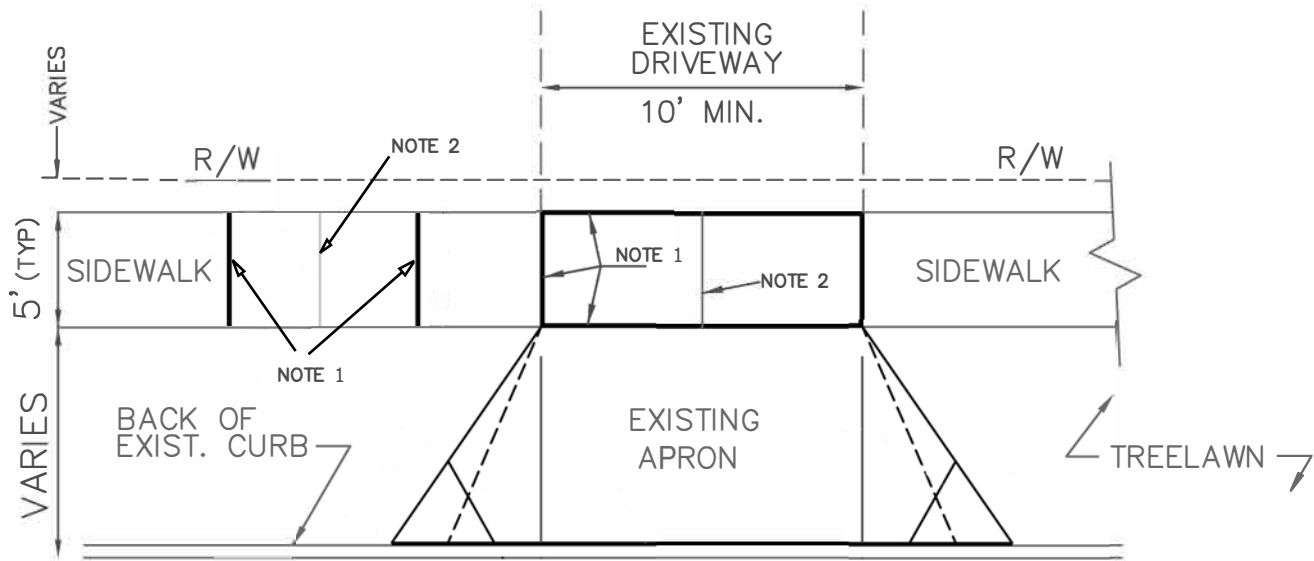 VARIES
EXISTING
DRIVEWAY
10' MIN.
R/W
NOTE 2
R/W
5' (TYP)
SIDEWALK
NOTE 1
NOTE 2
SIDEWALK
NOTE 1
VARIES
BACK OF
EXIST. CURB
EXISTING
APRON
TREELAWN